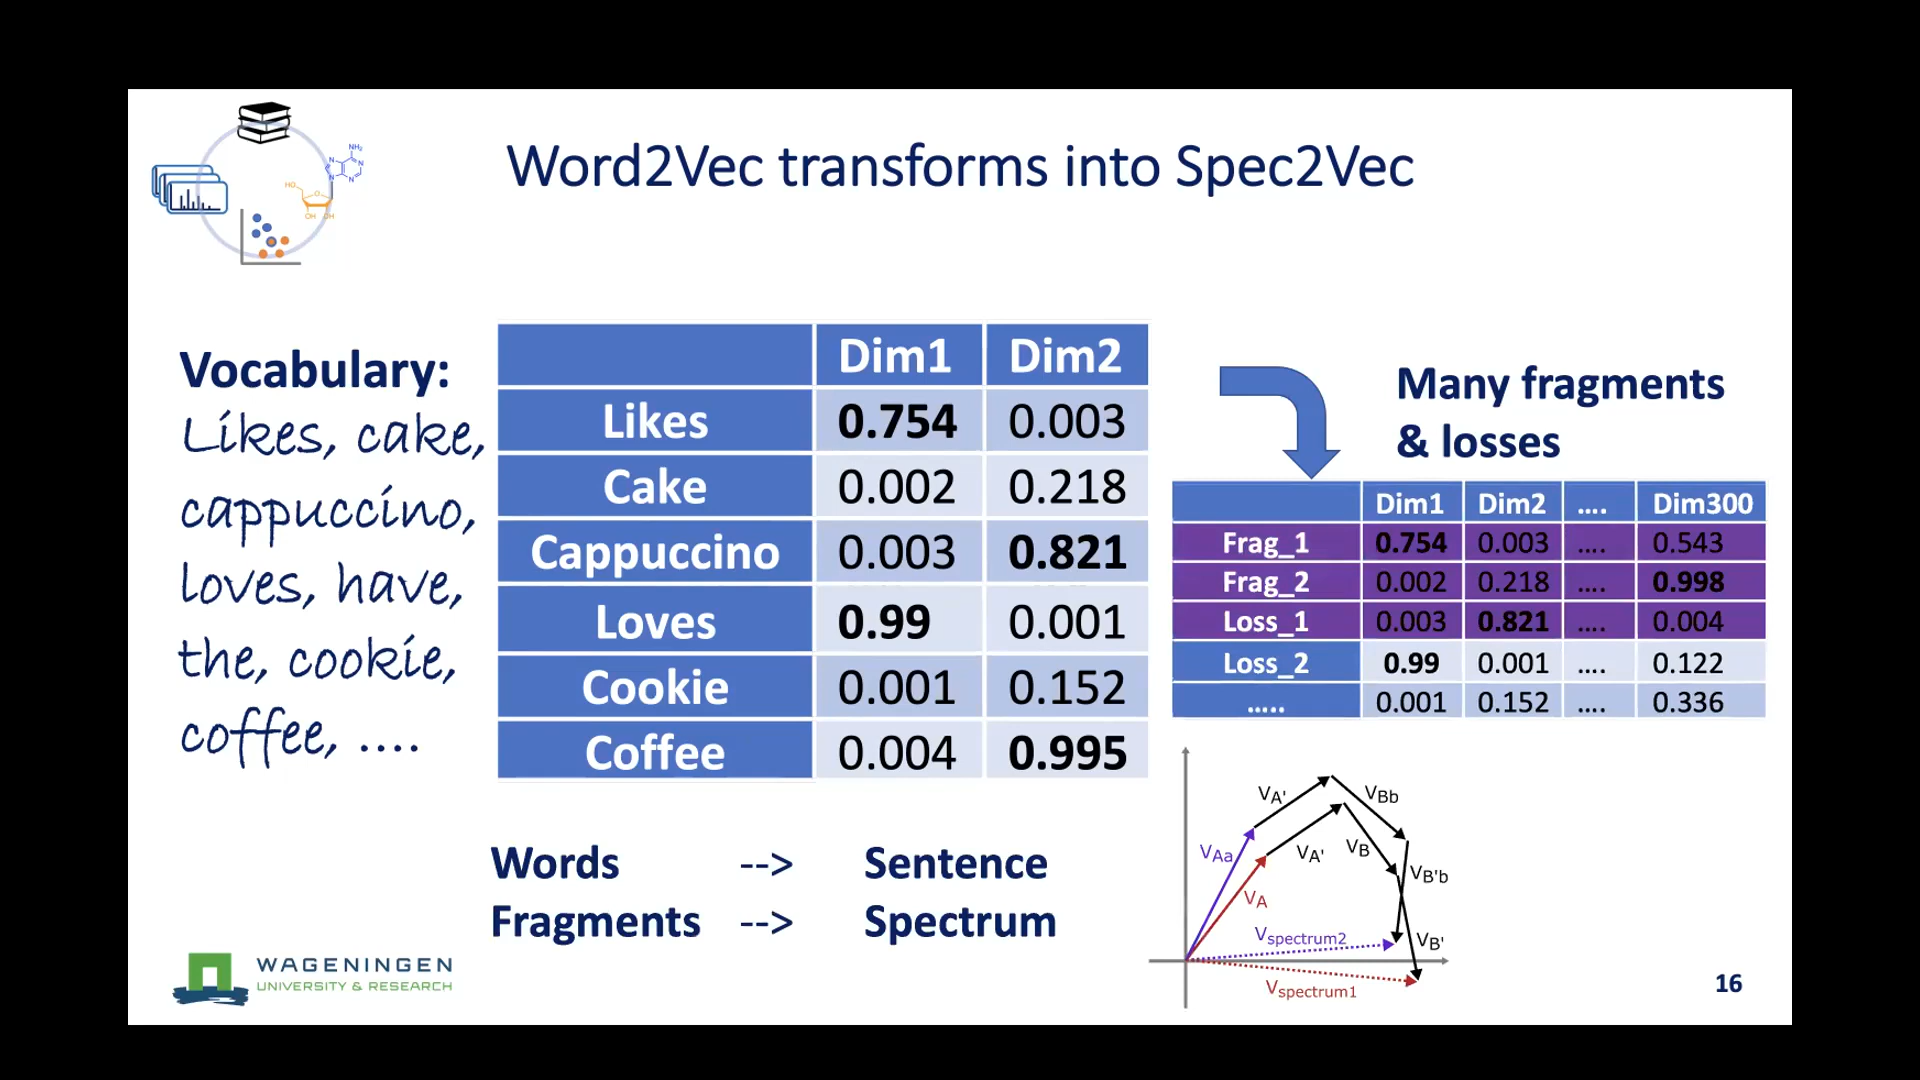 Word2Vec transforms into Spec2Vec
NH₂
N
N
N
N
HO
O
OH OH
Vocabulary:
Likes, cake,
cappuccino,
loves, have,
the, cookie,
coffee, ....
Dim1 Dim2
Likes 0.754 0.003
Cake 0.002 0.218
Cappuccino 0.003 0.821
Loves 0.99 0.001
Cookie 0.001 0.152
Coffee 0.004 0.995
Many fragments
& losses
Dim1 Dim2 .... Dim300
Frag_1 0.754 0.003 .... 0.543
Frag_2 0.002 0.218 .... 0.998
Loss_1 0.003 0.821 .... 0.004
Loss_2 0.99 0.001 .... 0.122
..... 0.001 0.152 .... 0.336
Words --> Sentence
Fragments --> Spectrum
VA' VBb
VAa VA' VB
VB'b
VA
Vspectrum2 VB'
Vspectrum1
WAGENINGEN
UNIVERSITY & RESEARCH
16